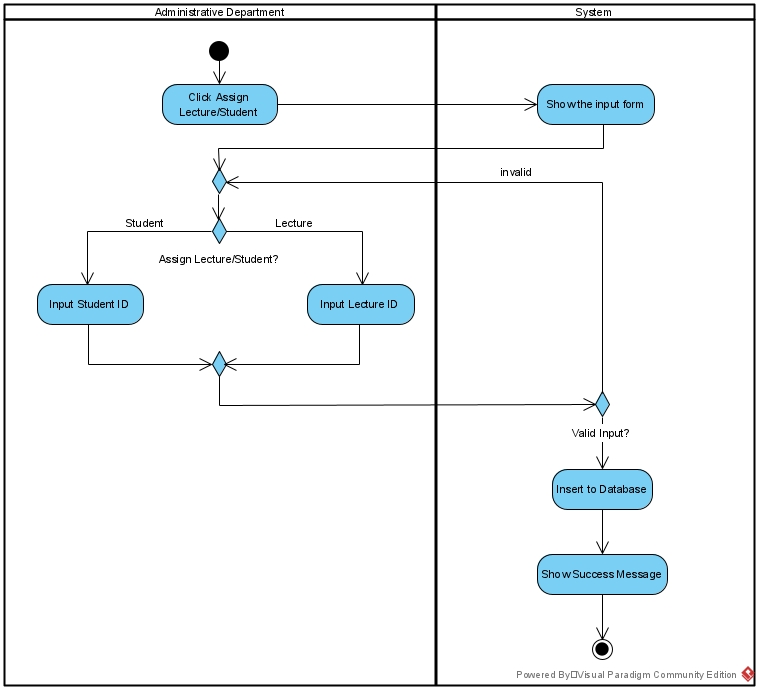 Administrative Department
System
Click Assign
Lecture/Student
Show the input form
invalid
Student
Lecture
Assign Lecture/Student?
Input Student ID
Input Lecture ID
Valid Input?
Insert to Database
Show Success Message
Powered By Visual Paradigm Community Edition